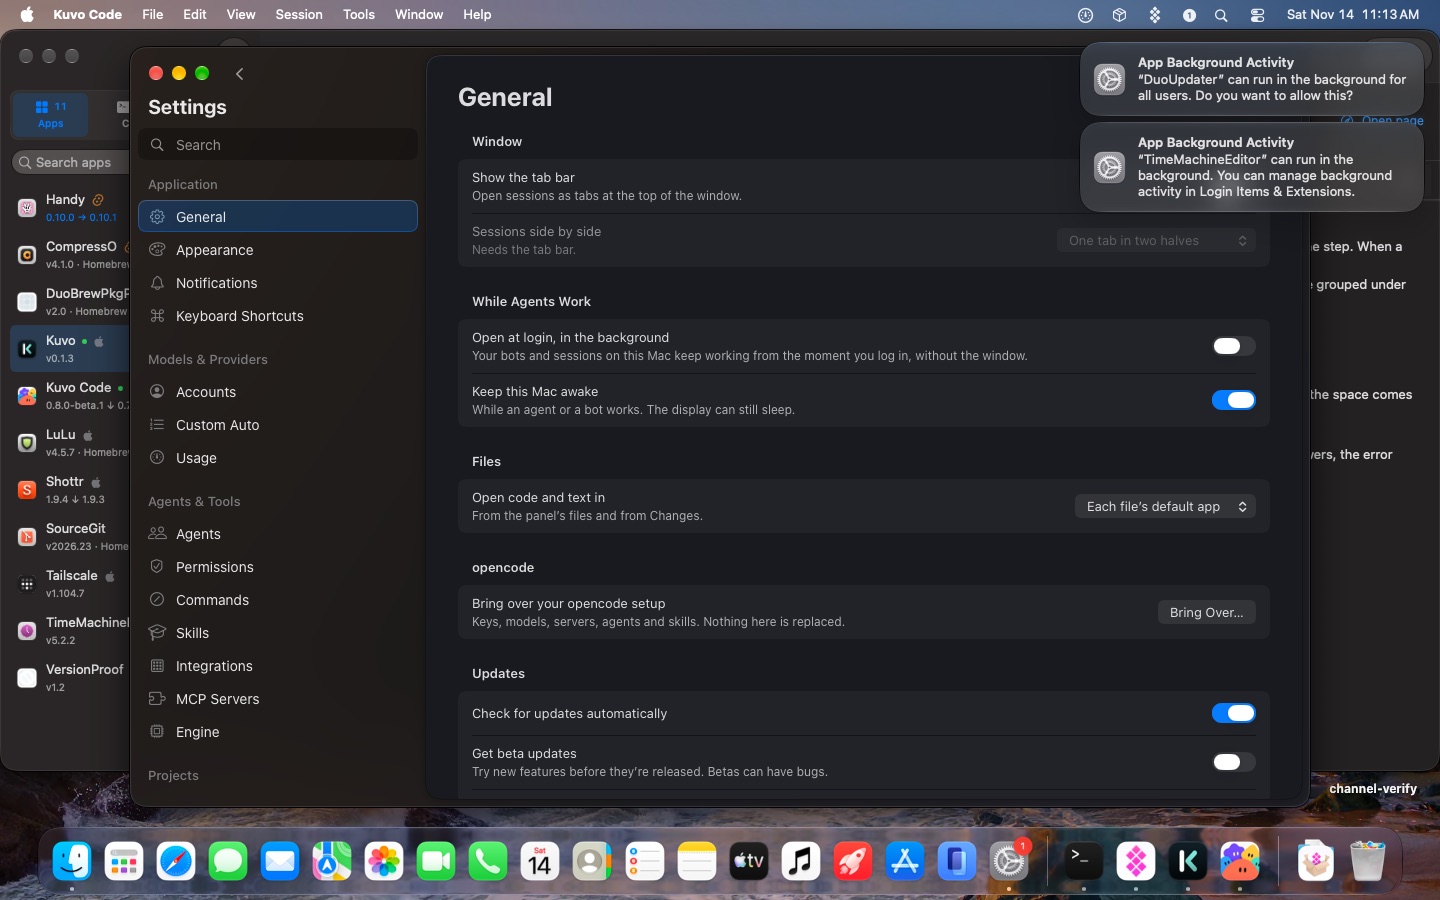 Kuvo Code File Edit View Session Tools Window Help
1
Sat Nov 14 11:13 AM
App Background Activity
“DuoUpdater” can run in the background for
all users. Do you want to allow this?
App Background Activity
“TimeMachineEditor” can run in the
background. You can manage background
activity in Login Items & Extensions.
Open page
11
Apps
Search apps
Handy
0.10.0 → 0.10.1
CompressO
v4.1.0 · Homebrew
DuoBrewPkgP
v2.0 · Homebrew
Kuvo
v0.1.3
Kuvo Code
0.8.0-beta.1 ↓ 0.7
LuLu
v4.5.7 · Homebrew
Shottr
1.9.4 ↓ 1.9.3
SourceGit
v2026.23 · Home
Tailscale
v1.104.7
TimeMachineE
v5.2.2
VersionProof
v1.2
Settings
Search
Application
General
Appearance
Notifications
Keyboard Shortcuts
Models & Providers
Accounts
Custom Auto
Usage
Agents & Tools
Agents
Permissions
Commands
Skills
Integrations
MCP Servers
Engine
Projects
General
Window
Show the tab bar
Open sessions as tabs at the top of the window.
Sessions side by side
Needs the tab bar.
One tab in two halves
While Agents Work
Open at login, in the background
Your bots and sessions on this Mac keep working from the moment you log in, without the window.
Keep this Mac awake
While an agent or a bot works. The display can still sleep.
Files
Open code and text in
From the panel’s files and from Changes.
Each file’s default app
opencode
Bring over your opencode setup
Keys, models, servers, agents and skills. Nothing here is replaced.
Bring Over...
Updates
Check for updates automatically
Get beta updates
Try new features before they’re released. Betas can have bugs.
e step. When a
grouped under
the space comes
vers, the error
channel-verify
Sat
14
tv
1
>_